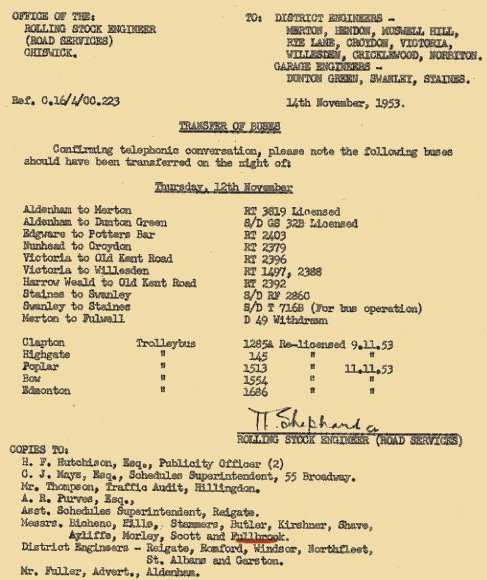 OFFICE OF THE: TO: DISTRICT ENGINEERS -
ROLLING STOCK ENGINEER MERTON, HENDON, MUSWELL HILL,
(ROAD SERVICES) RYE LANE, CROYDON, VICTORIA,
CHISWICK. WILLESDEN, CRICKLEWOOD, NORBITON.
GARAGE ENGINEERS -
DUNTON GREEN, SWANLEY, STAINES.
Ref. C.16/4/CC.223 14th November, 1953.
TRANSFER OF BUSES
Confirming telephonic conversation, please note the following buses
should have been transferred on the night of:
Thursday, 12th November
Aldenham to Merton RT 3819 Licensed
Aldenham to Dunton Green S/D GS 32B Licensed
Edgware to Potters Bar RT 2403
Nunhead to Croydon RT 2379
Victoria to Old Kent Road RT 2396
Victoria to Willesden RT 1497, 2388
Harrow Weald to Old Kent Road RT 2392
Staines to Swanley S/D RF 286C
Swanley to Staines S/D T 716B (For bus operation)
Merton to Fulwell D 49 Withdrawn
Clapton Trolleybus 1285A Re-licensed 9.11.53
Highgate " 145 " "
Poplar " 1513 " 11.11.53
Bow " 1554 " "
Edmonton " 1686 " "
T. Shephard
ROLLING STOCK ENGINEER (ROAD SERVICES)
COPIES TO:
H. F. Hutchison, Esq., Publicity Officer (2)
C. J. Mays, Esq., Schedules Superintendent, 55 Broadway.
Mr. Thompson, Traffic Audit, Hillingdon.
A. R. Purves, Esq.,
Asst. Schedules Superintendent, Reigate.
Messrs. Bicheno, Hills, Stammers, Butler, Kirshner, Shave,
Ayliffe, Morley, Scott and Fullbrook.
District Engineers - Reigate, Romford, Windsor, Northfleet,
St. Albans and Garston.
Mr. Fuller, Advert., Aldenham.